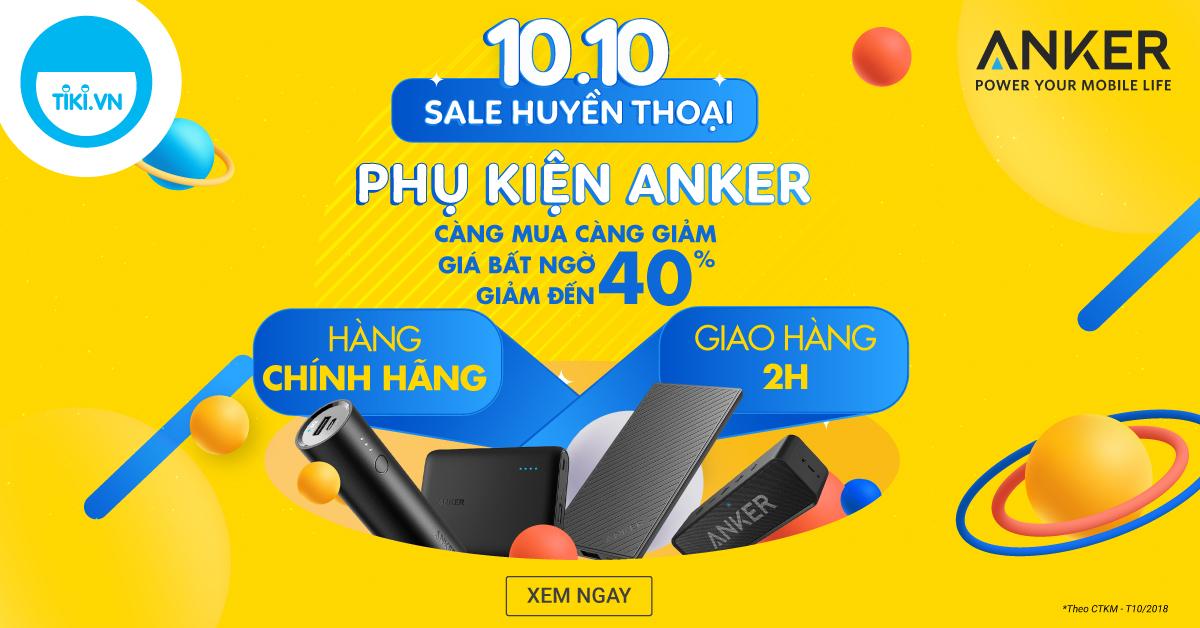 TiKi.VN
10.10
SALE HUYỀN THOẠI
ANKER
POWER YOUR MOBILE LIFE
PHỤ KIỆN ANKER
CÀNG MUA CÀNG GIẢM
GIÁ BẤT NGỜ
GIẢM ĐẾN 40%
HÀNG
CHÍNH HÃNG
GIAO HÀNG
2H
ANKER
ANKER
ANKER
XEM NGAY
*Theo CTKM - T10/2018